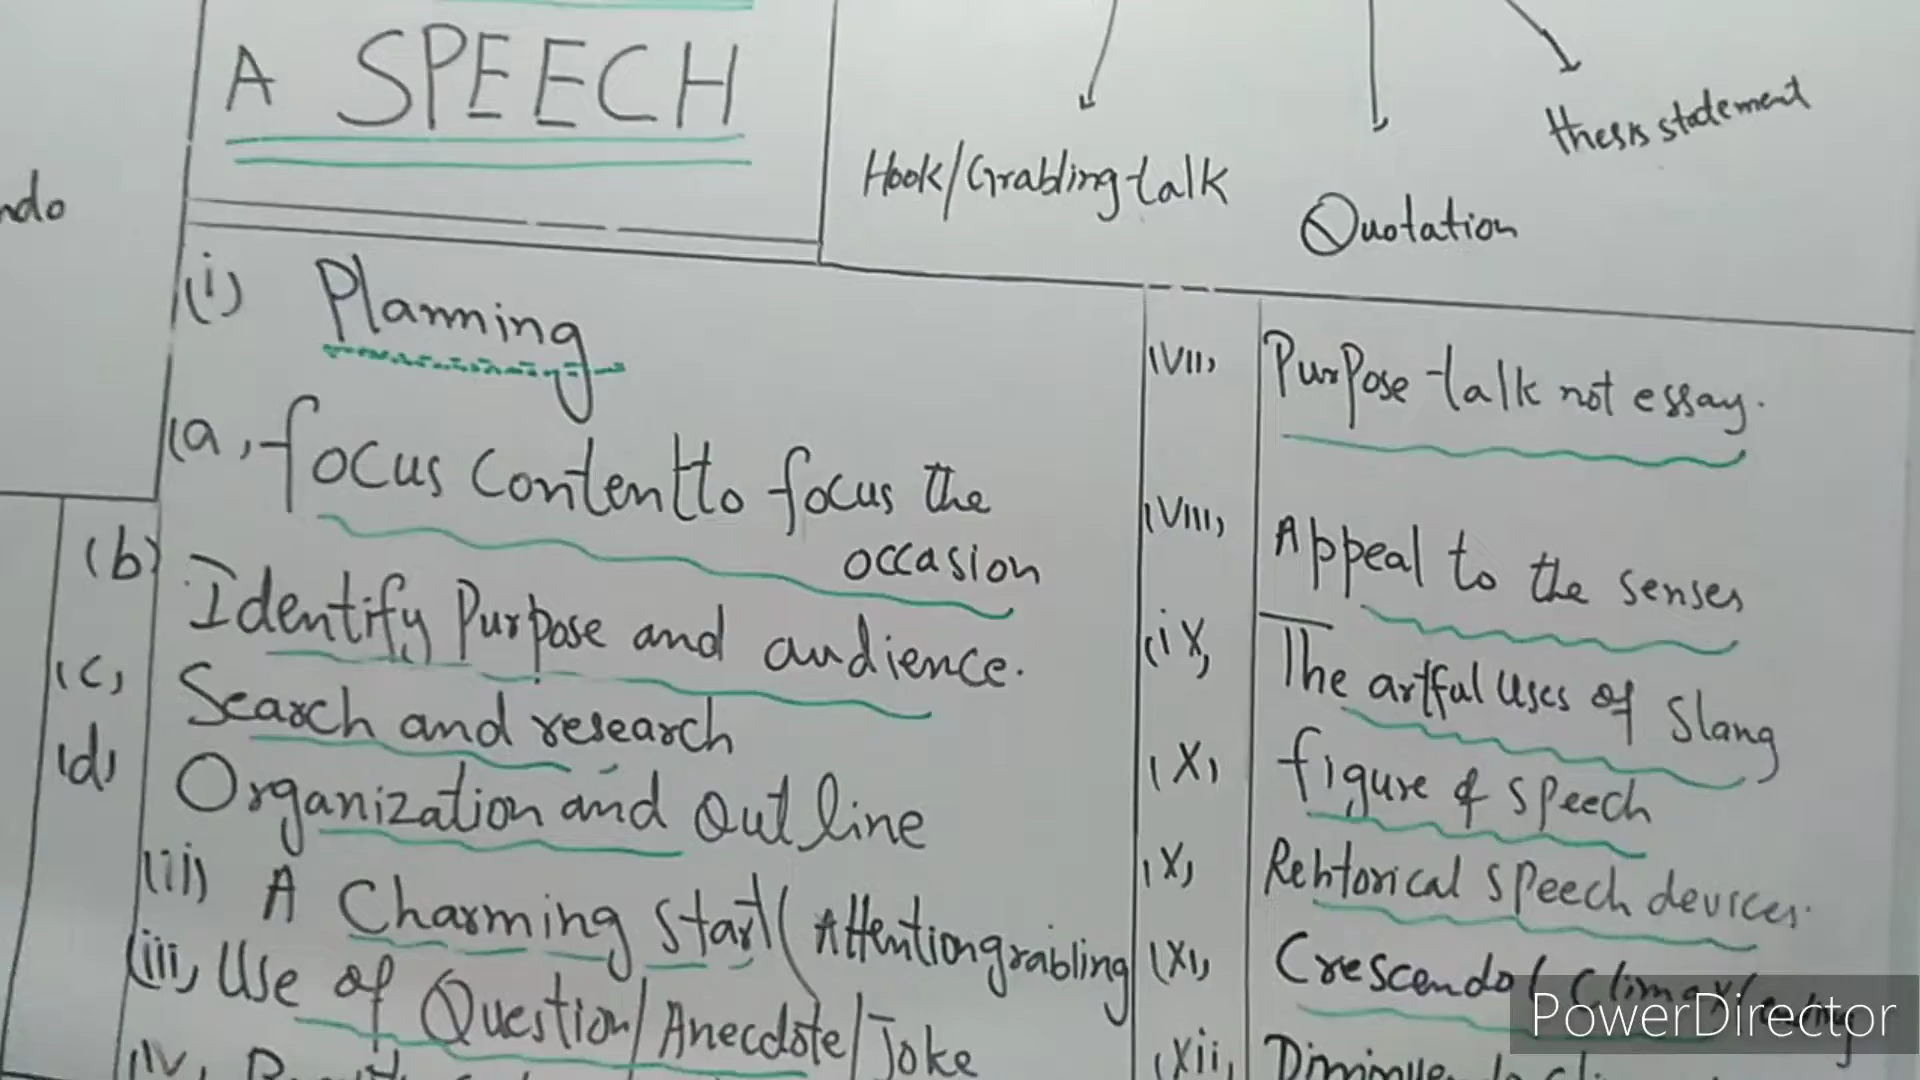 A SPEECH
Hook/Grabling talk
Quotation
thesis statement
ndo
(i) Planning
(a, focus content to focus the
occasion
(b) Identify Purpose and audience.
(c, Search and research
(d) Organization and Out line
(ii) A Charming Start (Attention grabling
(iii, Use of Question/Anecdote/Joke
(iv,
(VII, PurPose talk not essay.
(VIII, Appeal to the senses
(iX, The artful Uses of Slang
(X) figure of speech
(X, Rehtorical speech devices.
(XI, Crescendo (Climax/
(Xii,
PowerDirector